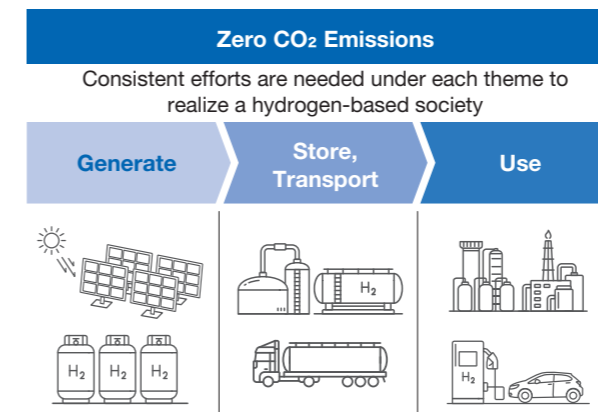 Zero CO₂ Emissions
Consistent efforts are needed under each theme to
realize a hydrogen-based society
Generate
Store,
Transport
Use
H₂
H₂ H₂ H₂
H₂